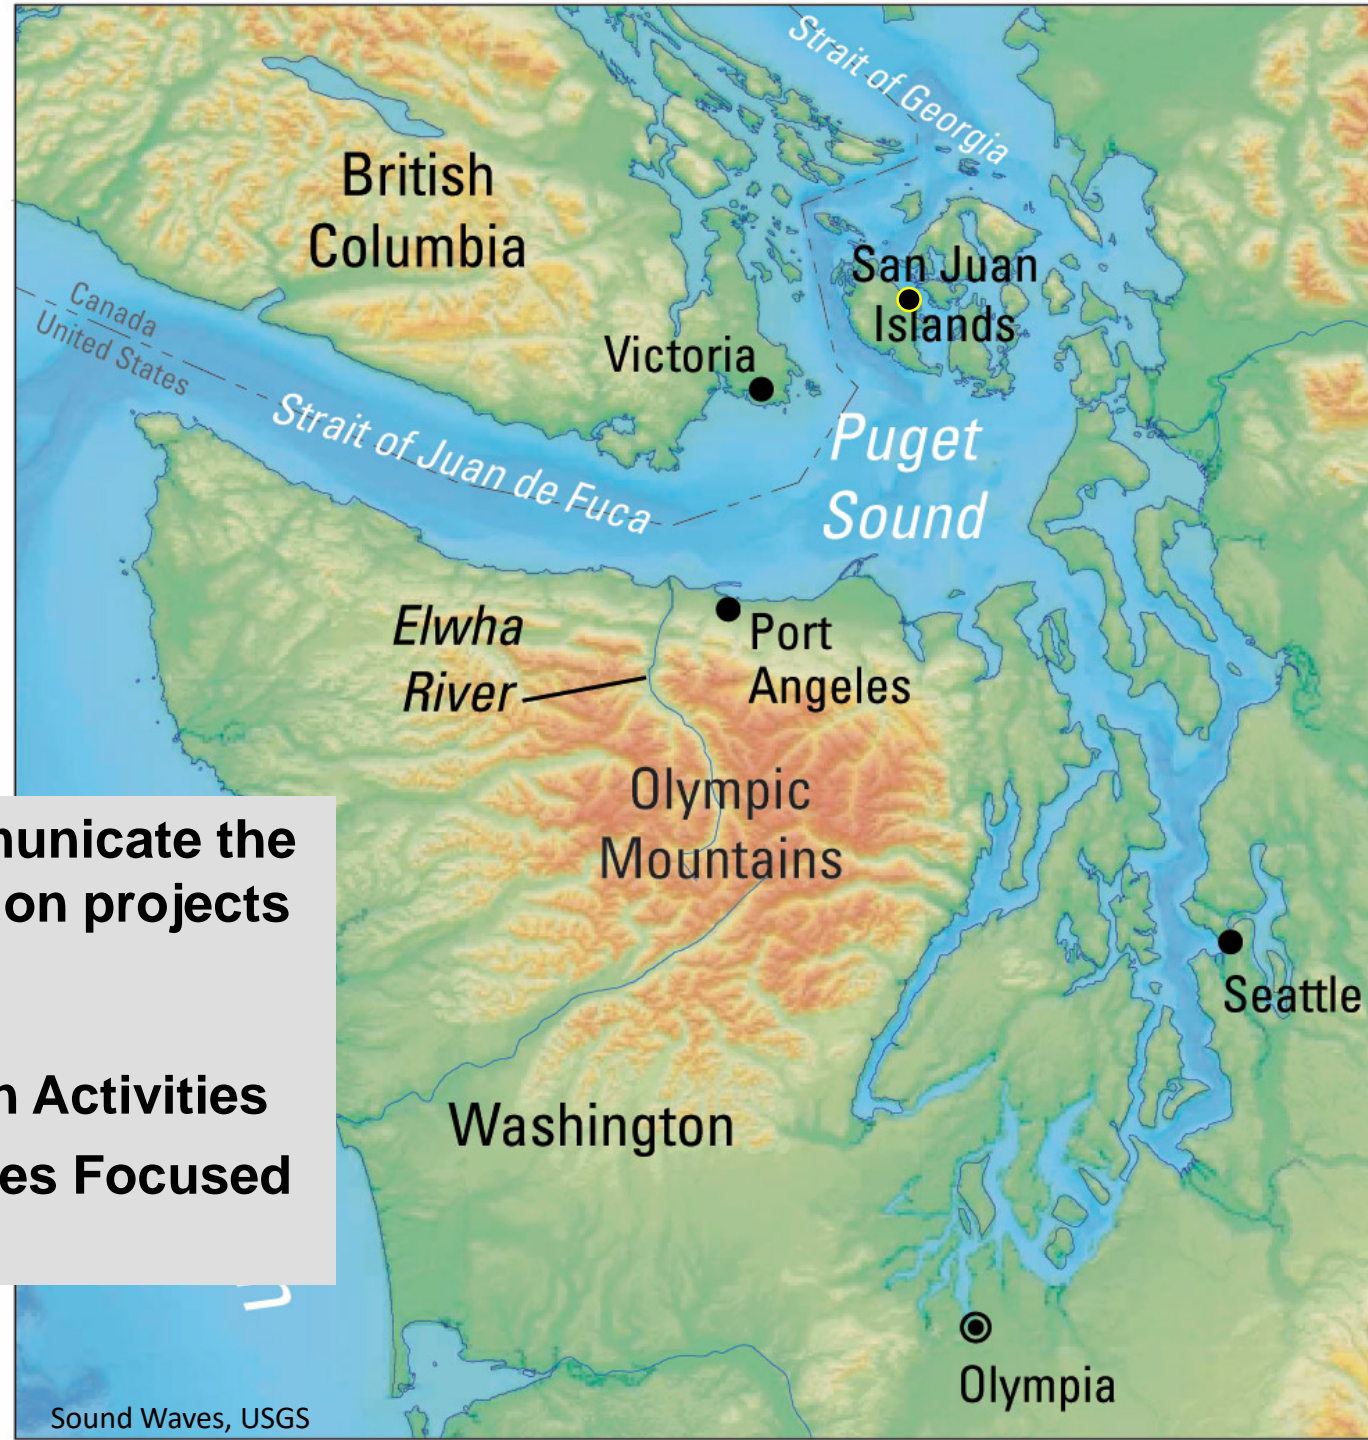 Strait of Georgia
British
Columbia
San Juan
Islands
Canada
United States
Victoria
Strait of Juan de Fuca
Puget
Sound
Elwha
River
Port
Angeles
Olympic
Mountains
municate the
on projects
Seattle
n Activities
es Focused
Washington
Olympia
Sound Waves, USGS